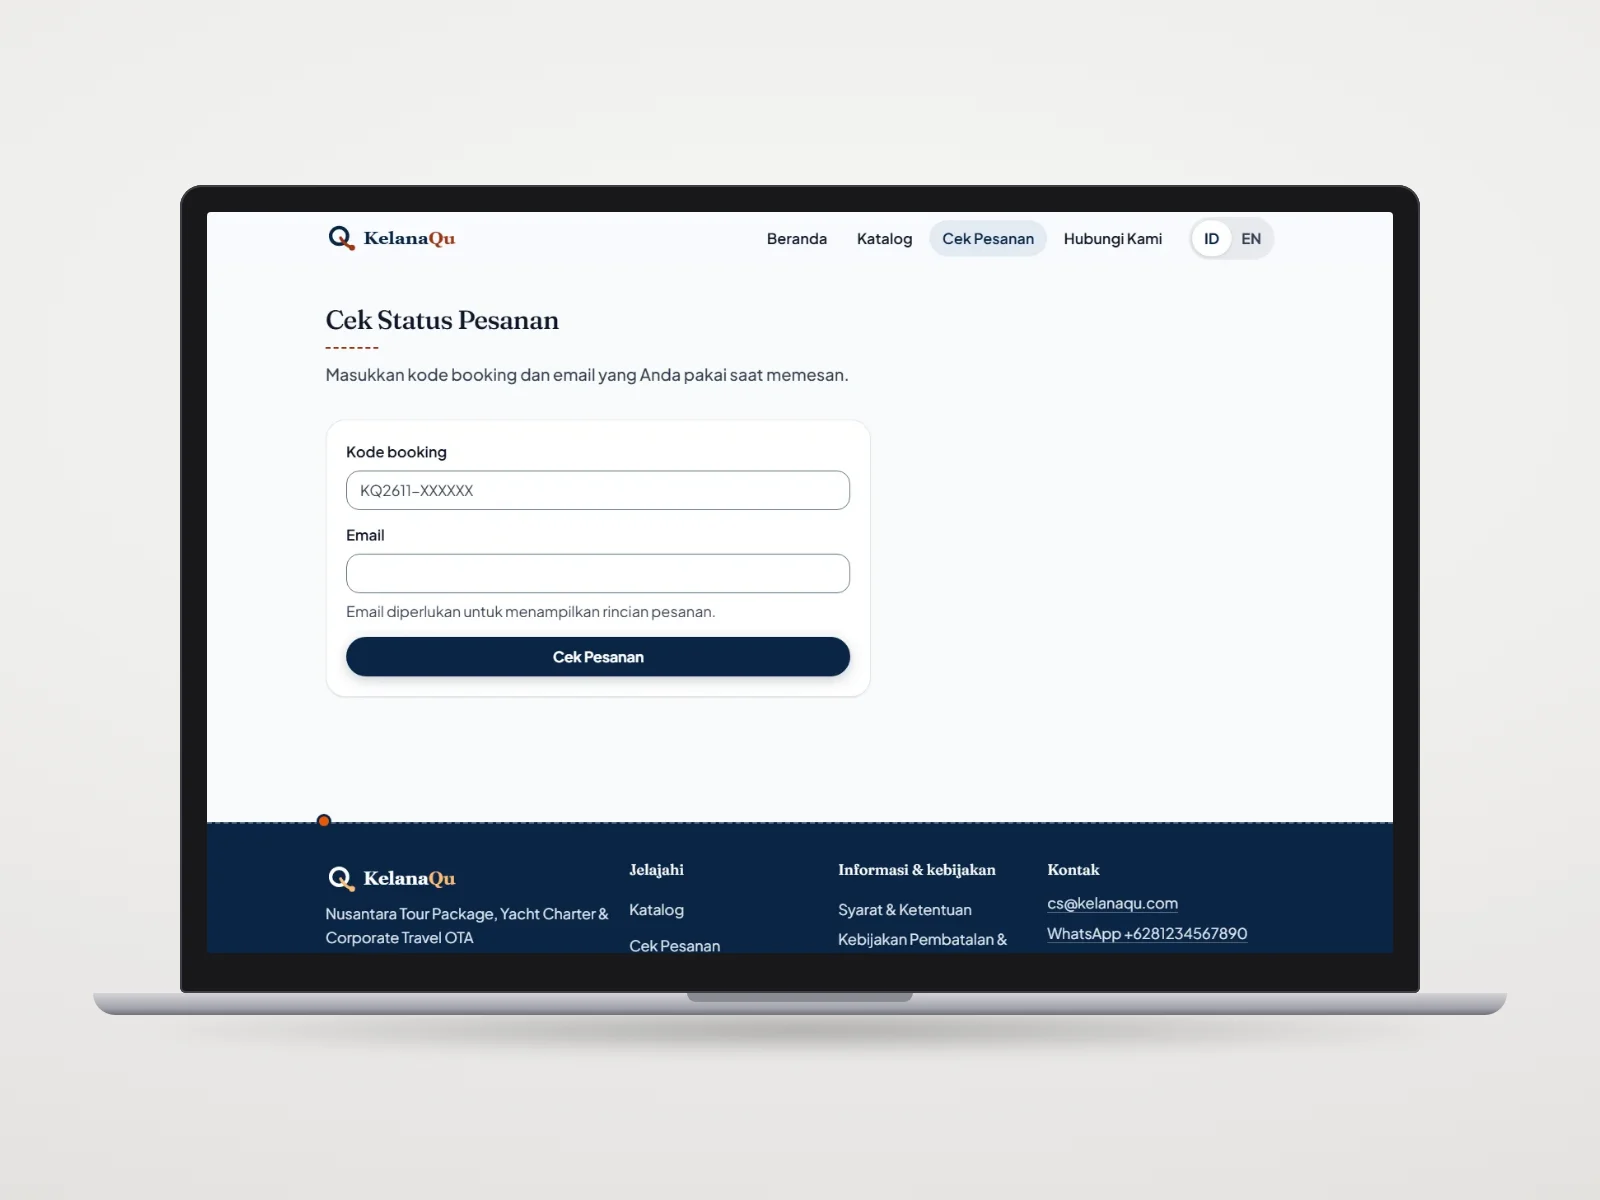 KelanaQu
Beranda
Katalog
Cek Pesanan
Hubungi Kami
ID
EN
Cek Status Pesanan
Masukkan kode booking dan email yang Anda pakai saat memesan.
Kode booking
KQ2611-XXXXXX
Email
Email diperlukan untuk menampilkan rincian pesanan.
Cek Pesanan
KelanaQu
Nusantara Tour Package, Yacht Charter &
Corporate Travel OTA
Jelajahi
Katalog
Cek Pesanan
Informasi & kebijakan
Syarat & Ketentuan
Kebijakan Pembatalan &
Kontak
cs@kelanaqu.com
WhatsApp +6281234567890